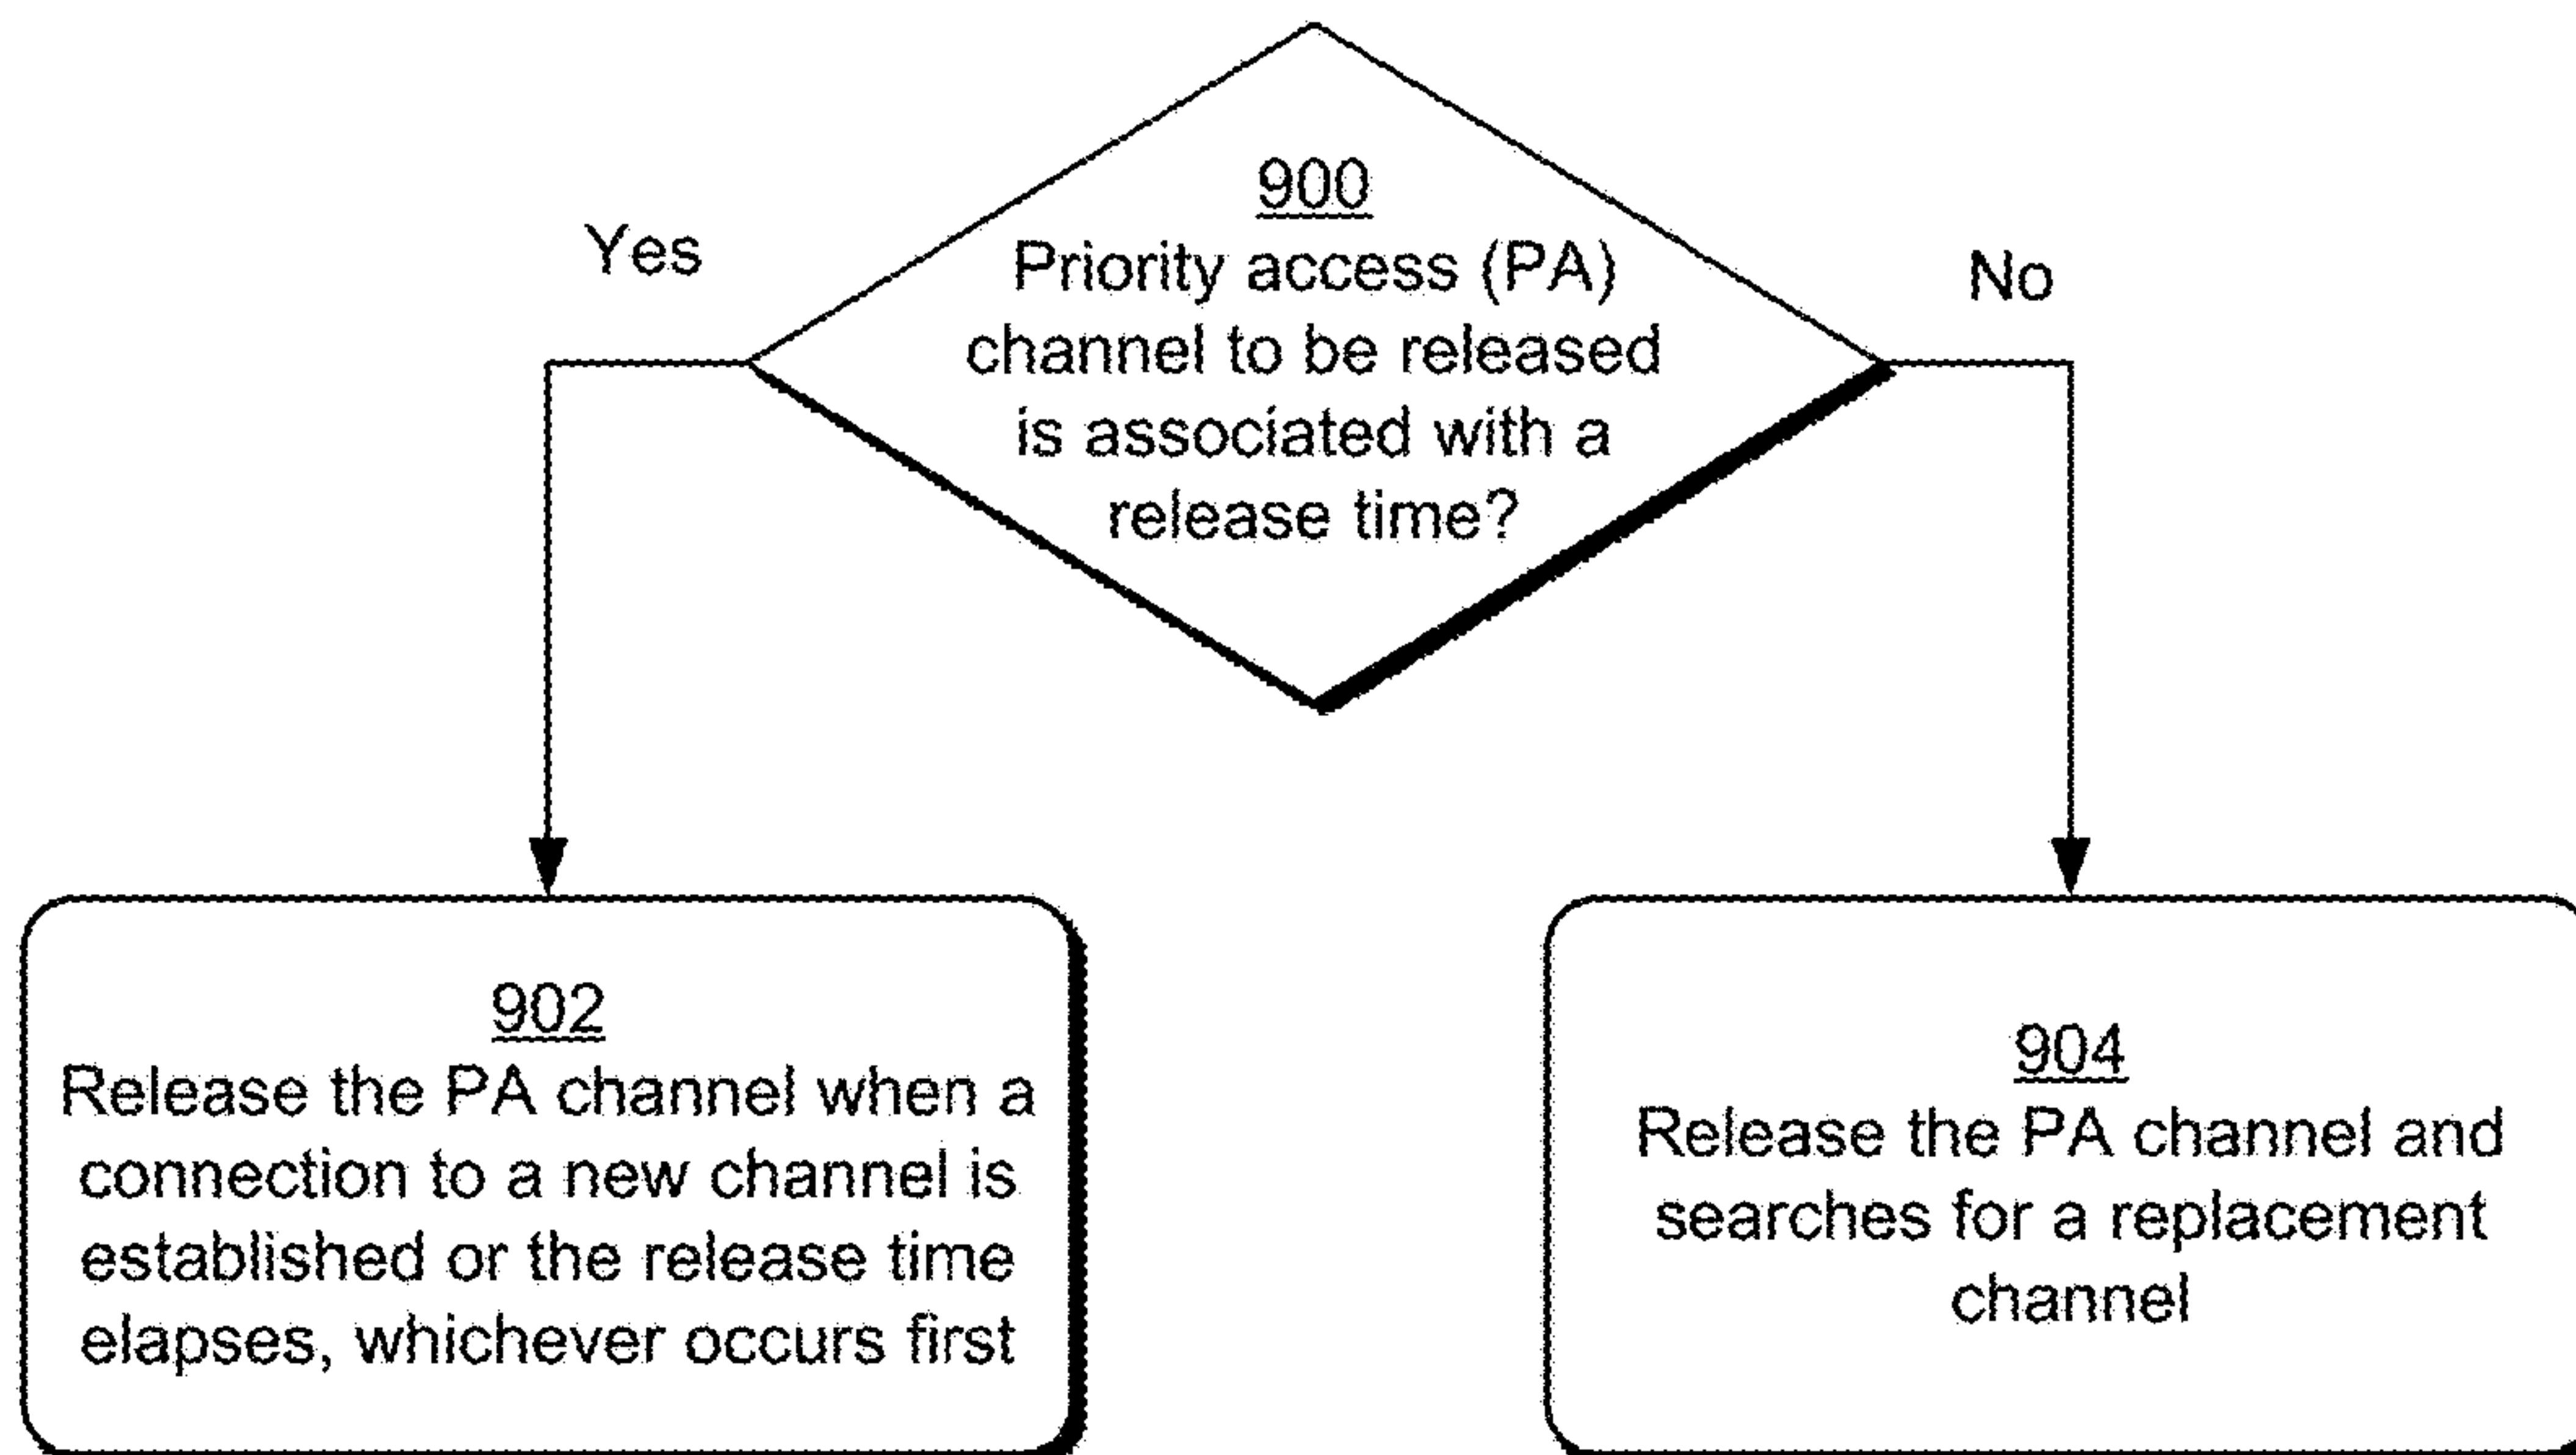 900
Priority access (PA)
channel to be released
is associated with a
release time?
Yes
No
902
Release the PA channel when a
connection to a new channel is
established or the release time
elapses, whichever occurs first
904
Release the PA channel and
searches for a replacement
channel